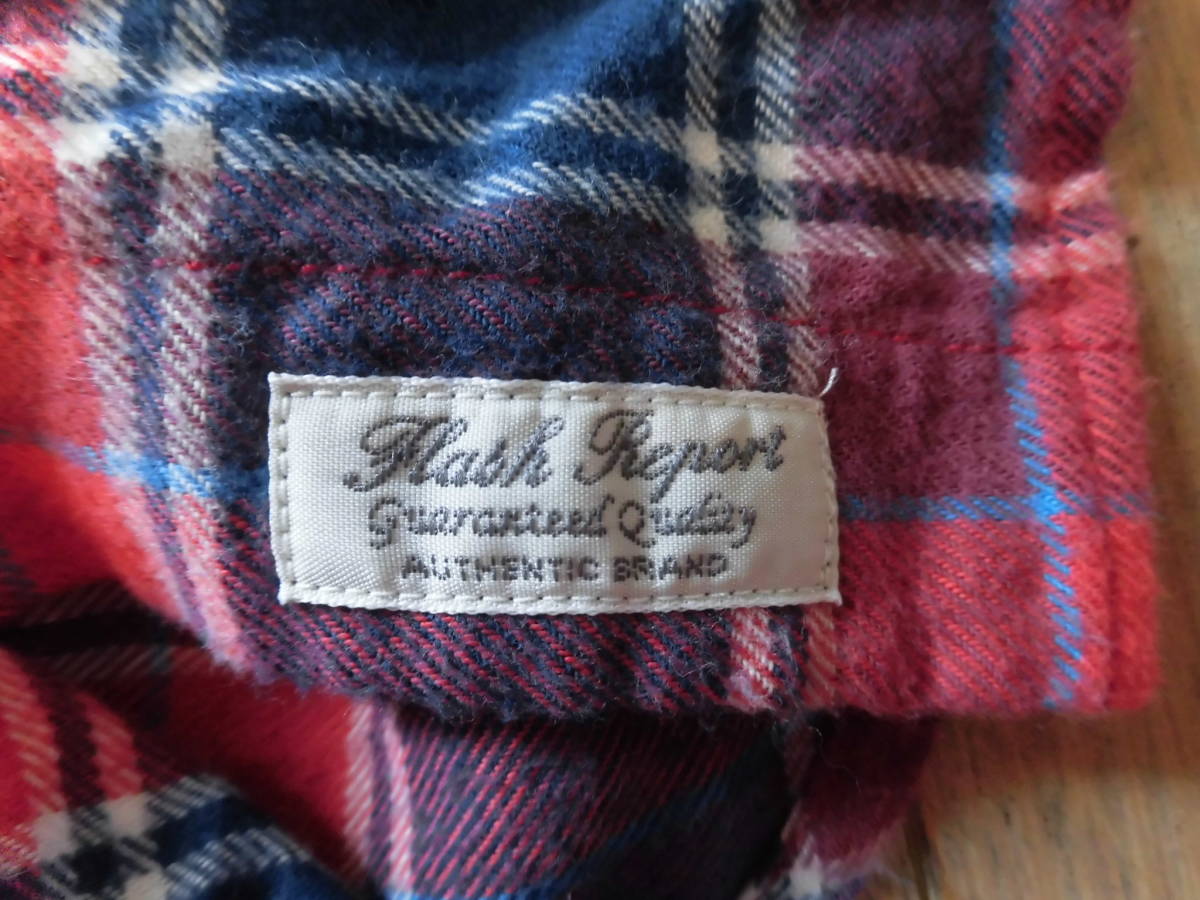 Flash Report
Guaranteed Quality
AUTHENTIC BRAND